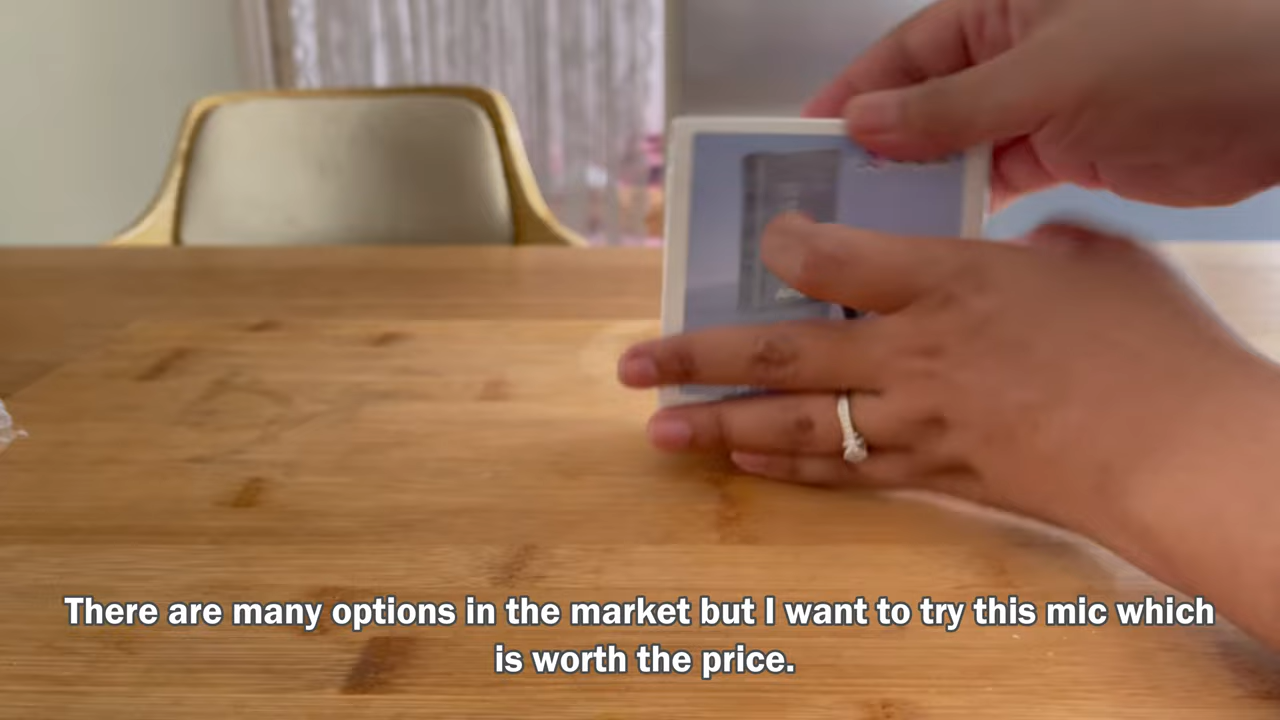 There are many options in the market but I want to try this mic which
is worth the price.